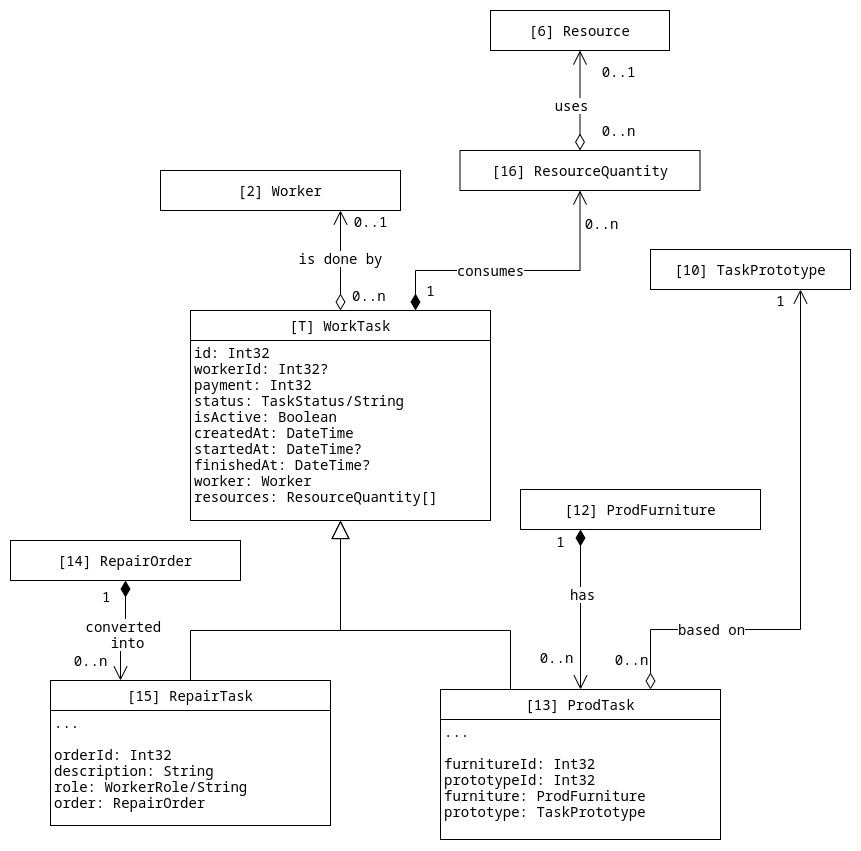 [6] Resource
0..1
uses
0..n
[16] ResourceQuantity
[2] Worker
0..1
0..n
is done by
consumes
[10] TaskPrototype
0..n
1
1
[T] WorkTask
id: Int32
workerId: Int32?
payment: Int32
status: TaskStatus/String
isActive: Boolean
createdAt: DateTime
startedAt: DateTime?
finishedAt: DateTime?
worker: Worker
resources: ResourceQuantity[]
[12] ProdFurniture
1
[14] RepairOrder
1
has
converted
into
based on
0..n
0..n
0..n
[15] RepairTask
...
orderId: Int32
description: String
role: WorkerRole/String
order: RepairOrder
[13] ProdTask
...
furnitureId: Int32
prototypeId: Int32
furniture: ProdFurniture
prototype: TaskPrototype